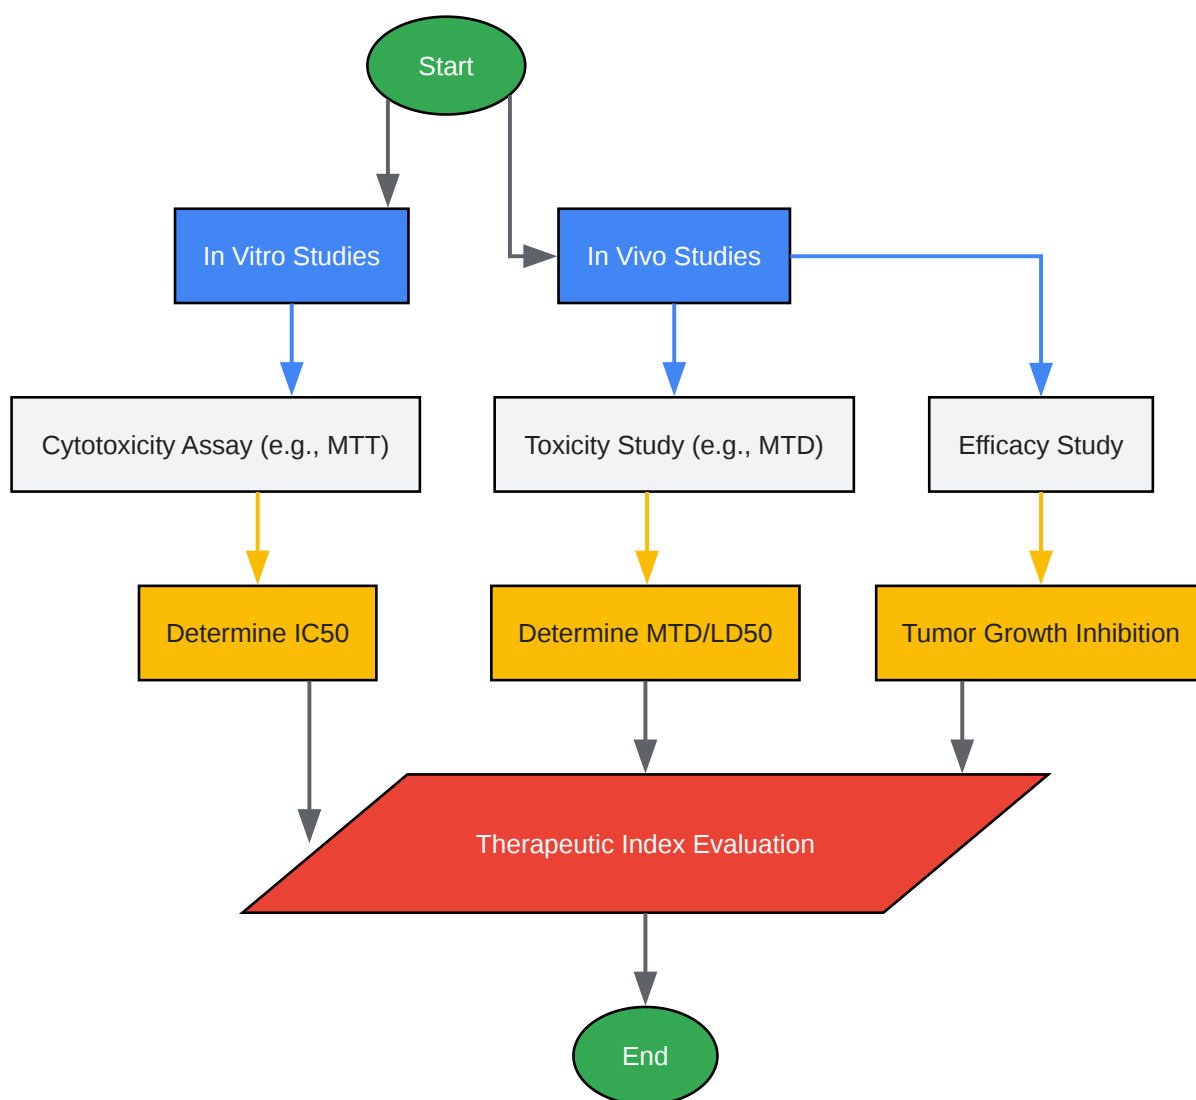 Start
In Vitro Studies
In Vivo Studies
Cytotoxicity Assay (e.g., MTT)
Toxicity Study (e.g., MTD)
Efficacy Study
Determine IC50
Determine MTD/LD50
Tumor Growth Inhibition
Therapeutic Index Evaluation
End